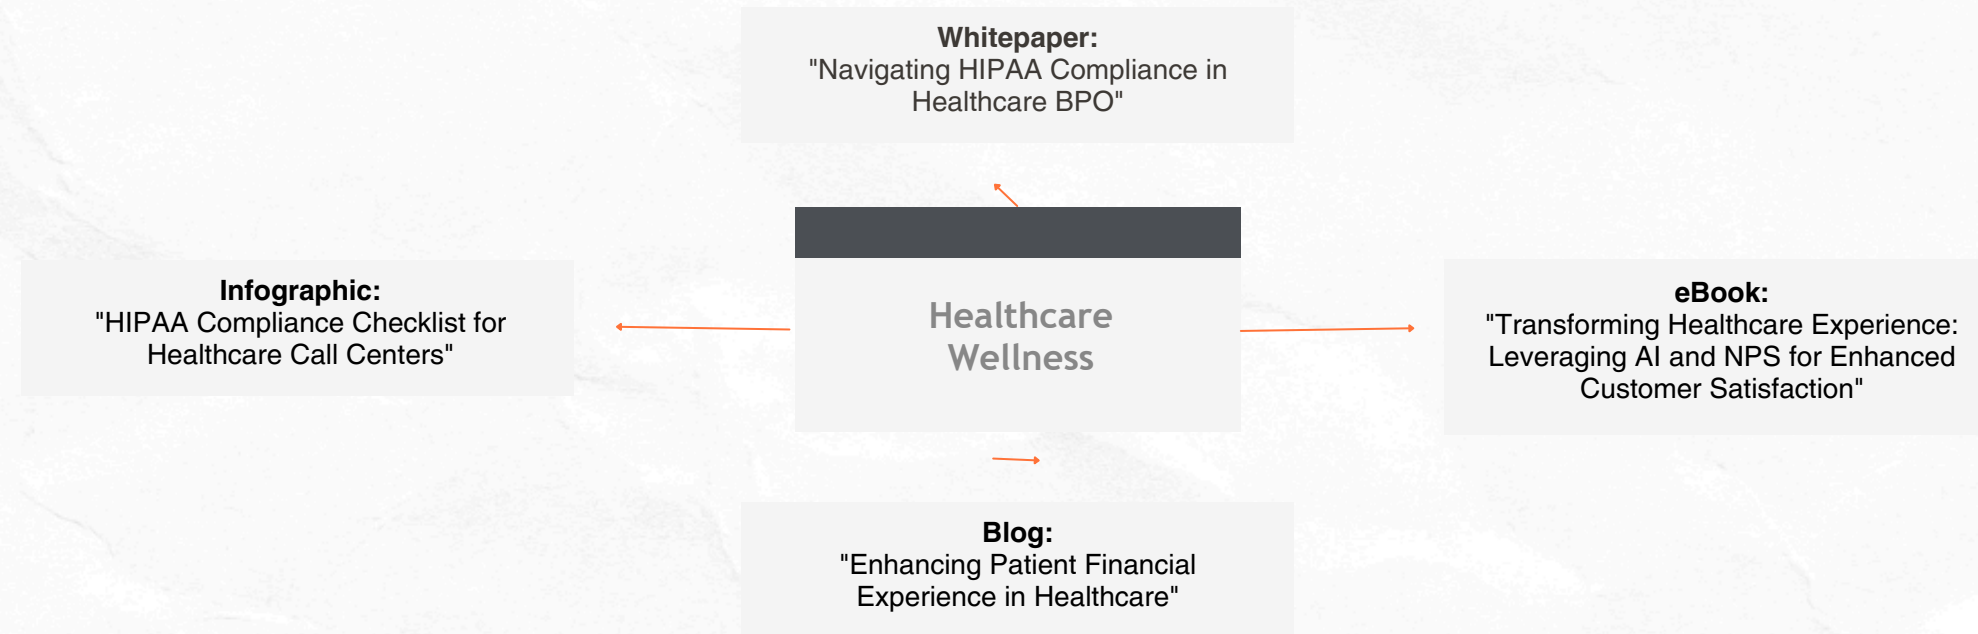 Whitepaper:
"Navigating HIPAA Compliance in
Healthcare BPO"
Infographic:
"HIPAA Compliance Checklist for
Healthcare Call Centers"
Healthcare
Wellness
eBook:
"Transforming Healthcare Experience:
Leveraging AI and NPS for Enhanced
Customer Satisfaction"
Blog:
"Enhancing Patient Financial
Experience in Healthcare"